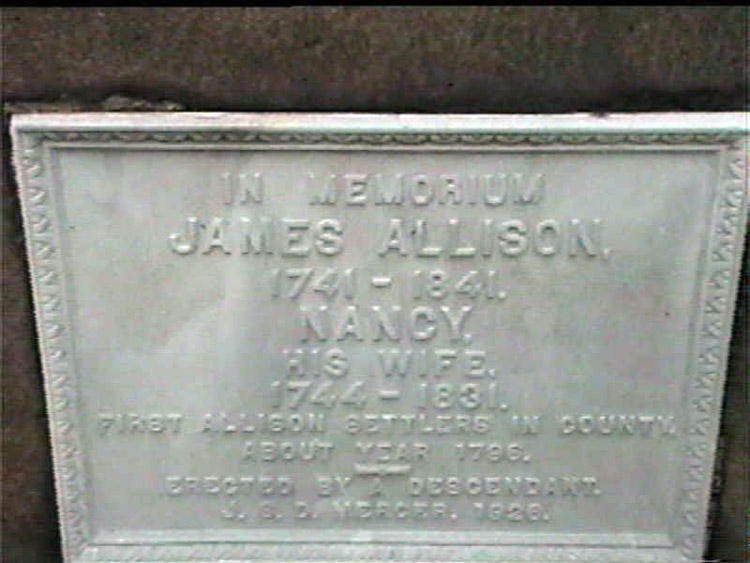 IN MEMORIUM
JAMES ALLISON,
1741 - 1841.
NANCY,
HIS WIFE.
1744 - 1831.
FIRST ALLISON SETTLERS IN COUNTY
ABOUT YEAR 1796.
ERECTED BY A DESCENDANT.
MERCER.